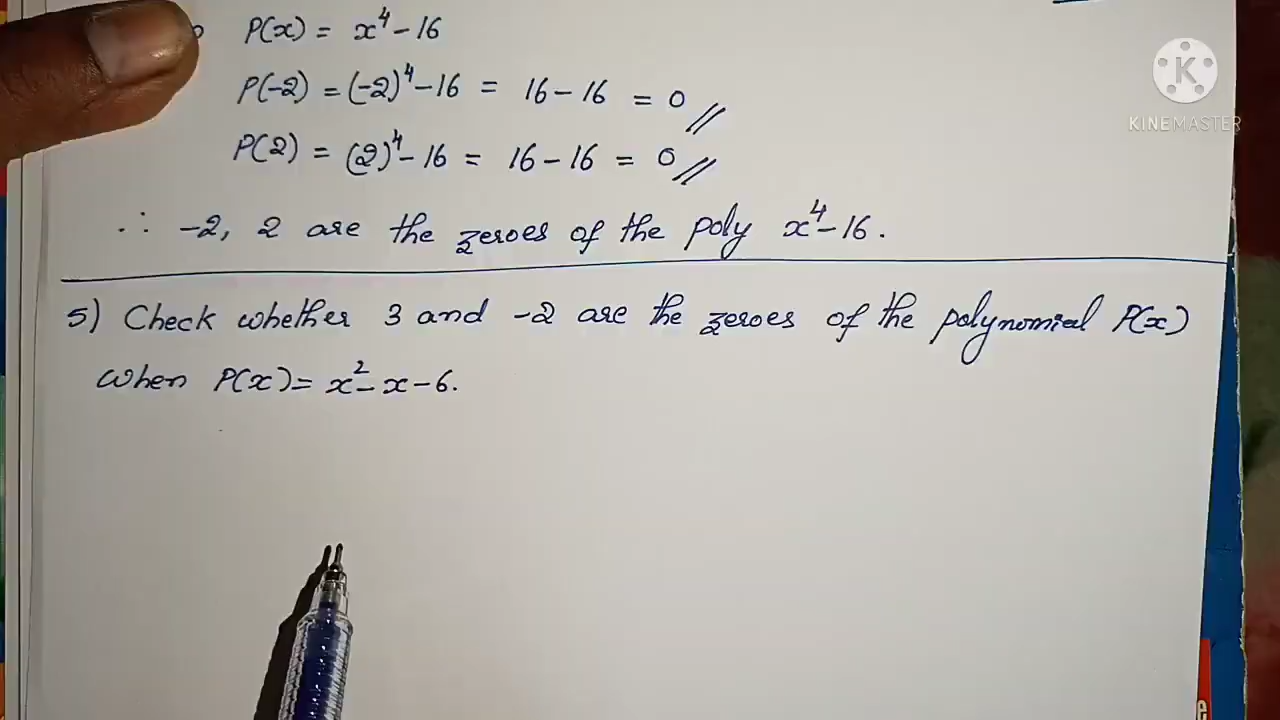 P(x) = x⁴ - 16
P(-2) = (-2)⁴ - 16 = 16 - 16 = 0 //
P(2) = (2)⁴ - 16 = 16 - 16 = 0 //
∴ -2, 2 are the zeroes of the poly x⁴ - 16.
5) Check whether 3 and -2 are the zeroes of the polynomial P(x)
when P(x) = x² - x - 6.
K
KINEMASTER